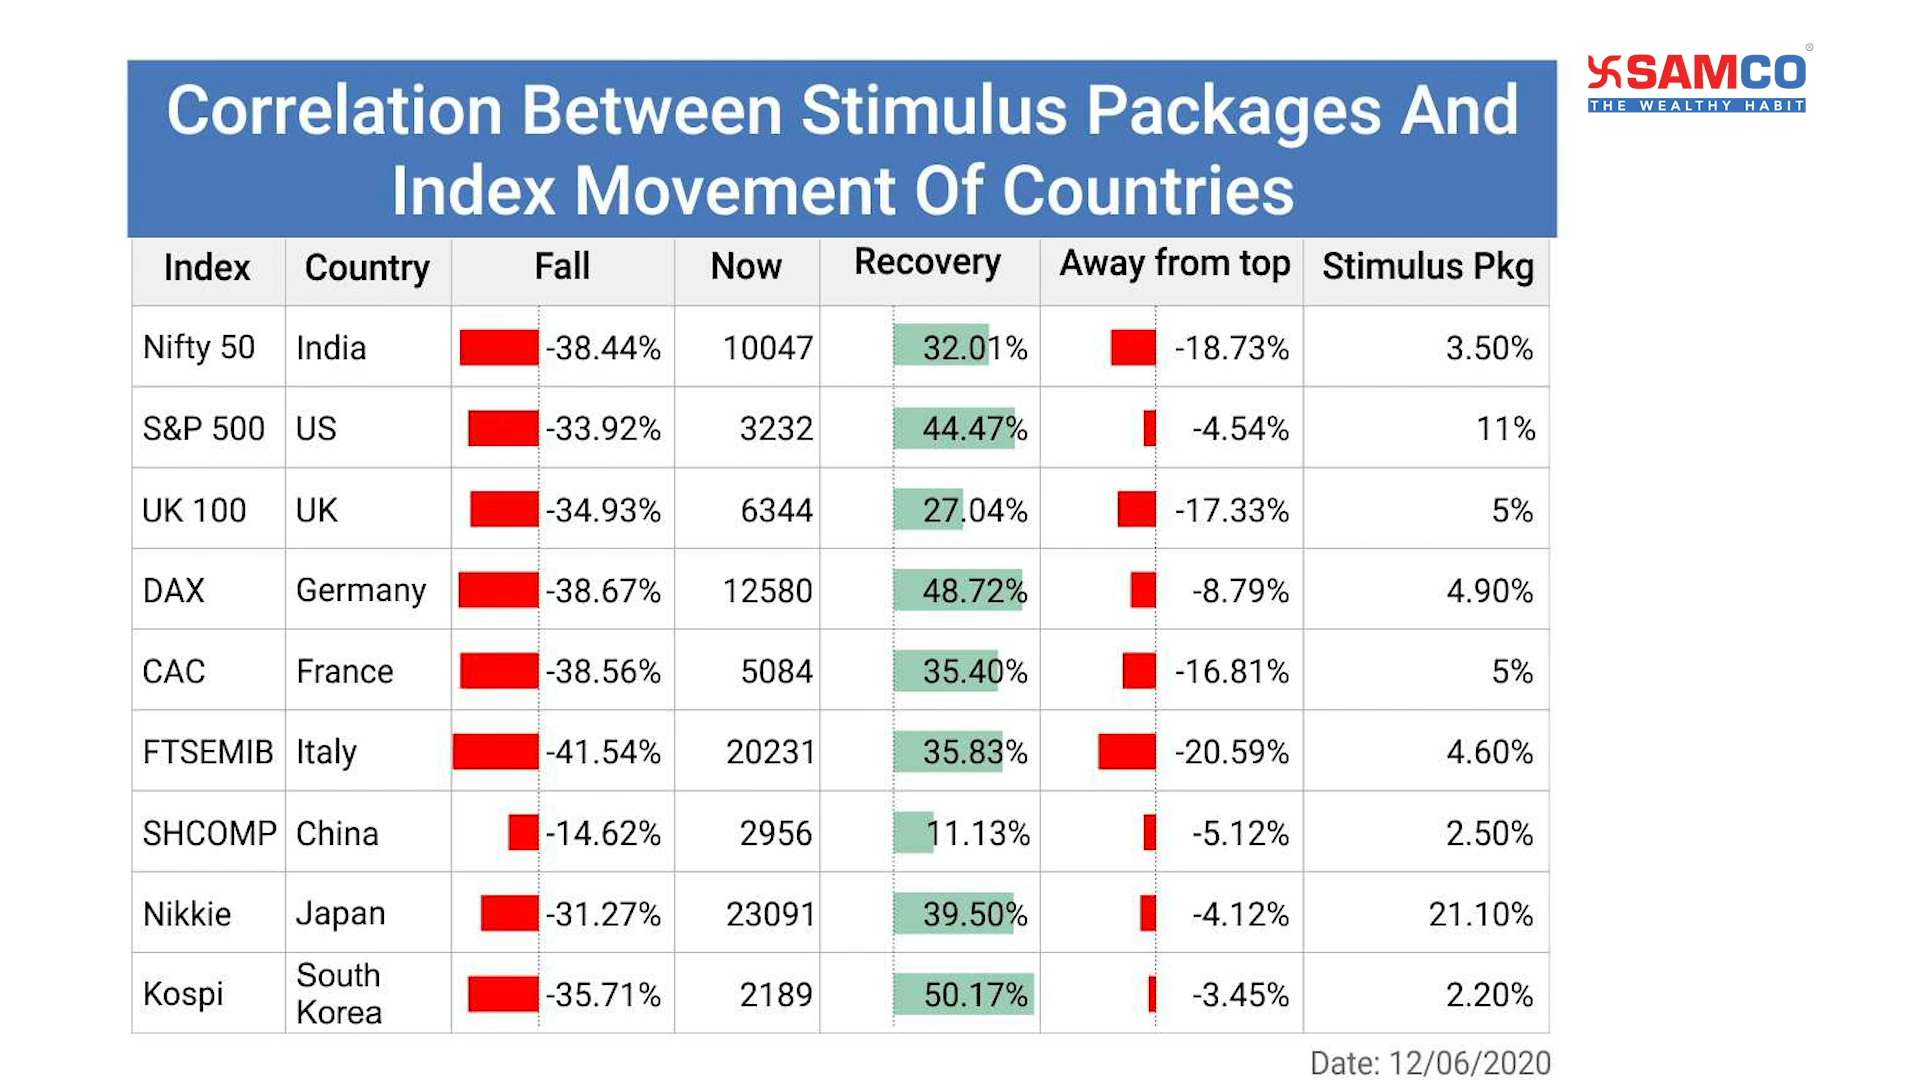 SAMCO ®
THE WEALTHY HABIT
Correlation Between Stimulus Packages And
Index Movement Of Countries
Index Country Fall Now Recovery Away from top Stimulus Pkg
Nifty 50 India -38.44% 10047 32.01% -18.73% 3.50%
S&P 500 US -33.92% 3232 44.47% -4.54% 11%
UK 100 UK -34.93% 6344 27.04% -17.33% 5%
DAX Germany -38.67% 12580 48.72% -8.79% 4.90%
CAC France -38.56% 5084 35.40% -16.81% 5%
FTSEMIB Italy -41.54% 20231 35.83% -20.59% 4.60%
SHCOMP China -14.62% 2956 11.13% -5.12% 2.50%
Nikkie Japan -31.27% 23091 39.50% -4.12% 21.10%
Kospi South Korea -35.71% 2189 50.17% -3.45% 2.20%
Date: 12/06/2020